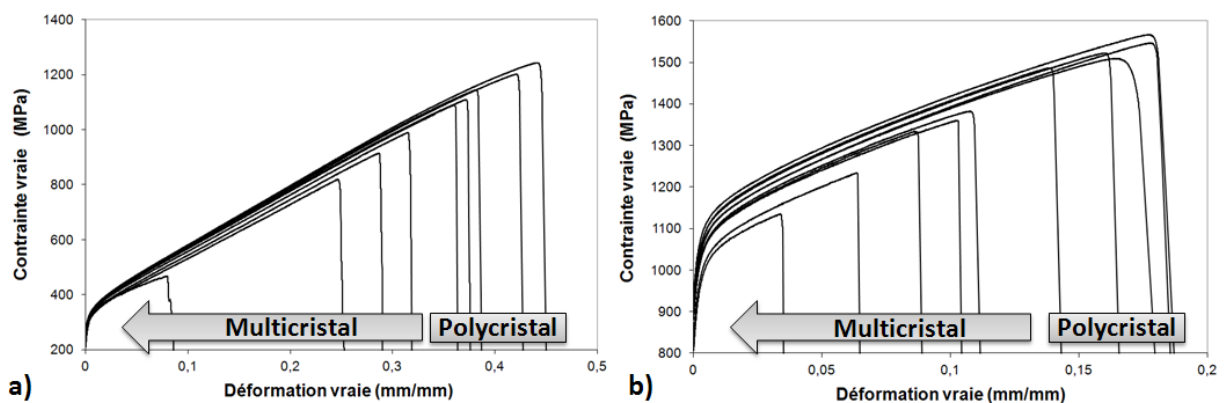 Contrainte vraie (MPa)
1400
1200
1000
800
600
400
200
0
0,1
0,2
0,3
0,4
0,5
Multicristal
Polycristal
Déformation vraie (mm/mm)
a)
Contrainte vraie (MPa)
1600
1500
1400
1300
1200
1100
1000
900
800
0
0,05
0,1
0,15
0,2
Multicristal
Polycristal
Déformation vraie (mm/mm)
b)